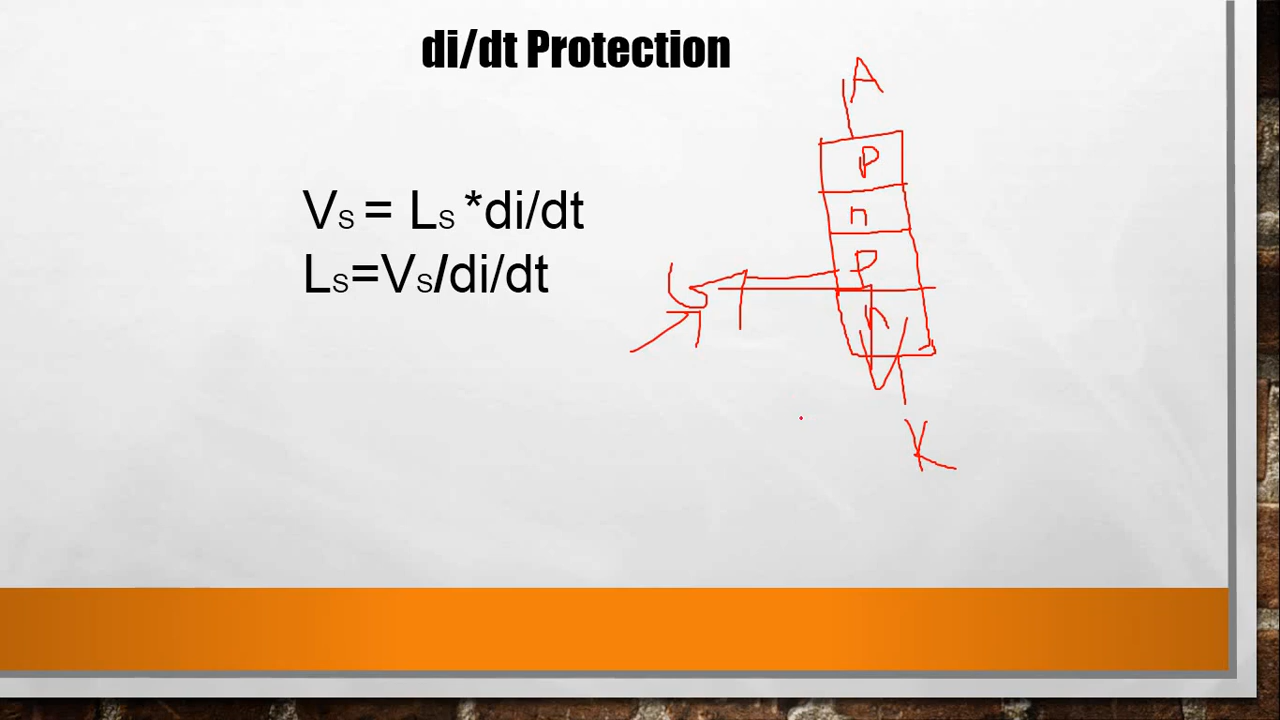 di/dt Protection
A
P
n
VS = LS *di/dt
P
LS=VS/di/dt
G
n
K